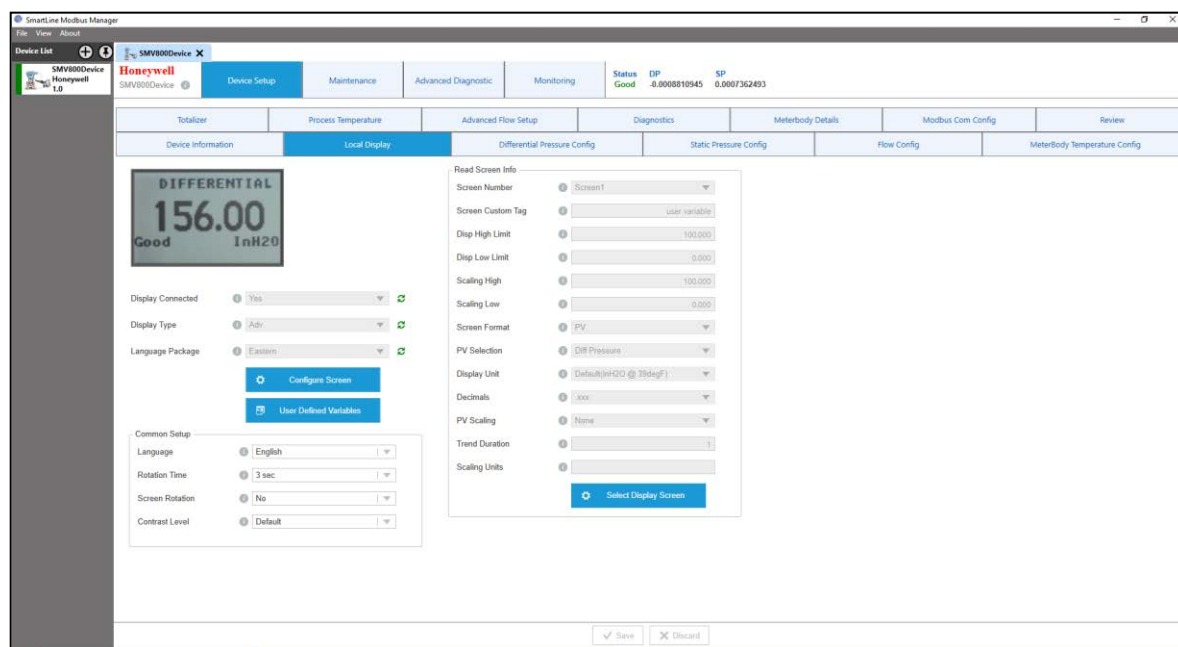 SmartLine Modbus Manager
File View About
Device List
SMV800Device
Honeywell
1.0
SMV800Device
Honeywell
SMV800Device
Device Setup
Maintenance
Advanced Diagnostic
Monitoring
Status DP SP
Good -0.0008810945 0.0007362493
Totalizer
Process Temperature
Advanced Flow Setup
Diagnostics
Meterbody Details
Modbus Com Config
Review
Device Information
Local Display
Differential Pressure Config
Static Pressure Config
Flow Config
MeterBody Temperature Config
DIFFERENTIAL
156.00
Good InH2O
Display Connected Yes
Display Type Adv
Language Package Eastern
Configure Screen
User Defined Variables
Common Setup
Language English
Rotation Time 3 sec
Screen Rotation No
Contrast Level Default
Read Screen Info
Screen Number Screen1
Screen Custom Tag user variable
Disp High Limit 100.000
Disp Low Limit 0.000
Scaling High 100.000
Scaling Low 0.000
Screen Format PV
PV Selection Diff Pressure
Display Unit Default(inH2O @ 39degF)
Decimals .xxx
PV Scaling None
Trend Duration 1
Scaling Units
Select Display Screen
Save
Discard